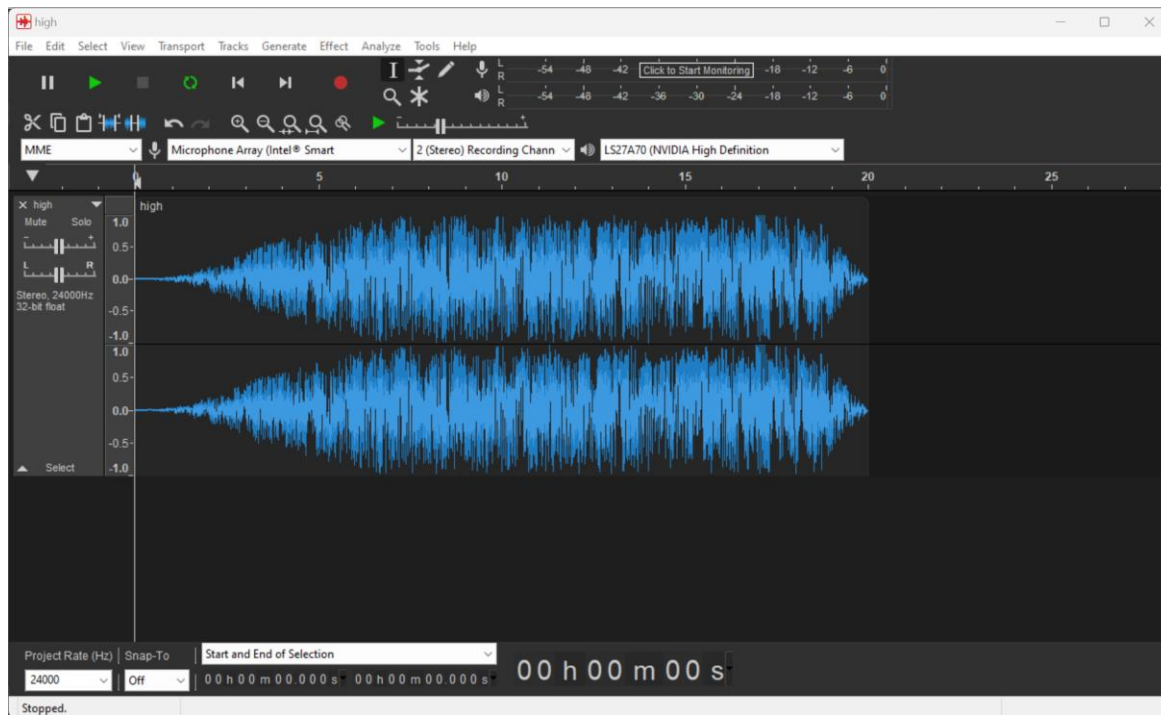 high
File Edit Select View Transport Tracks Generate Effect Analyze Tools Help
L
R
-54 -48 -42 Click to Start Monitoring -18 -12 -6 0
L
R
-54 -48 -42 -36 -30 -24 -18 -12 -6 0
MME Microphone Array (Intel® Smart 2 (Stereo) Recording Chann LS27A70 (NVIDIA High Definition
0 5 10 15 20 25
× high
high
Mute Solo
- +
L R
Stereo, 24000Hz
32-bit float
Select
1.0
0.5
0.0
-0.5
-1.0
1.0
0.5
0.0
-0.5
-1.0
Project Rate (Hz) Snap-To Start and End of Selection
24000 Off 00 h 00 m 00.000 s 00 h 00 m 00.000 s 00 h 00 m 00 s
Stopped.